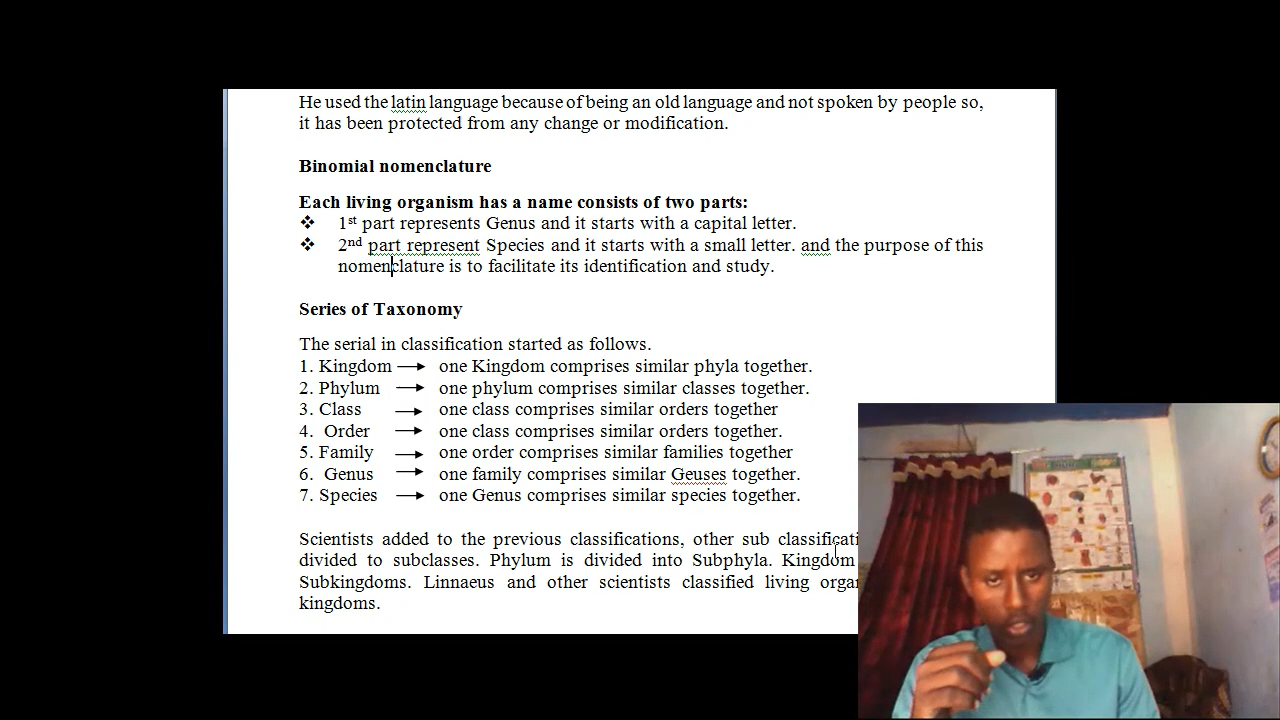 He used the latin language because of being an old language and not spoken by people so,
it has been protected from any change or modification.
Binomial nomenclature
Each living organism has a name consists of two parts:
❖ 1st part represents Genus and it starts with a capital letter.
❖ 2nd part represent Species and it starts with a small letter. and the purpose of this
nomenclature is to facilitate its identification and study.
Series of Taxonomy
The serial in classification started as follows.
1. Kingdom → one Kingdom comprises similar phyla together.
2. Phylum → one phylum comprises similar classes together.
3. Class → one class comprises similar orders together
4. Order → one class comprises similar orders together.
5. Family → one order comprises similar families together
6. Genus → one family comprises similar Geuses together.
7. Species → one Genus comprises similar species together.
Scientists added to the previous classifications, other sub
divided to subclasses. Phylum is divided into Subphyla. Kingdom
Subkingdoms. Linnaeus and other scientists classified living
kingdoms.